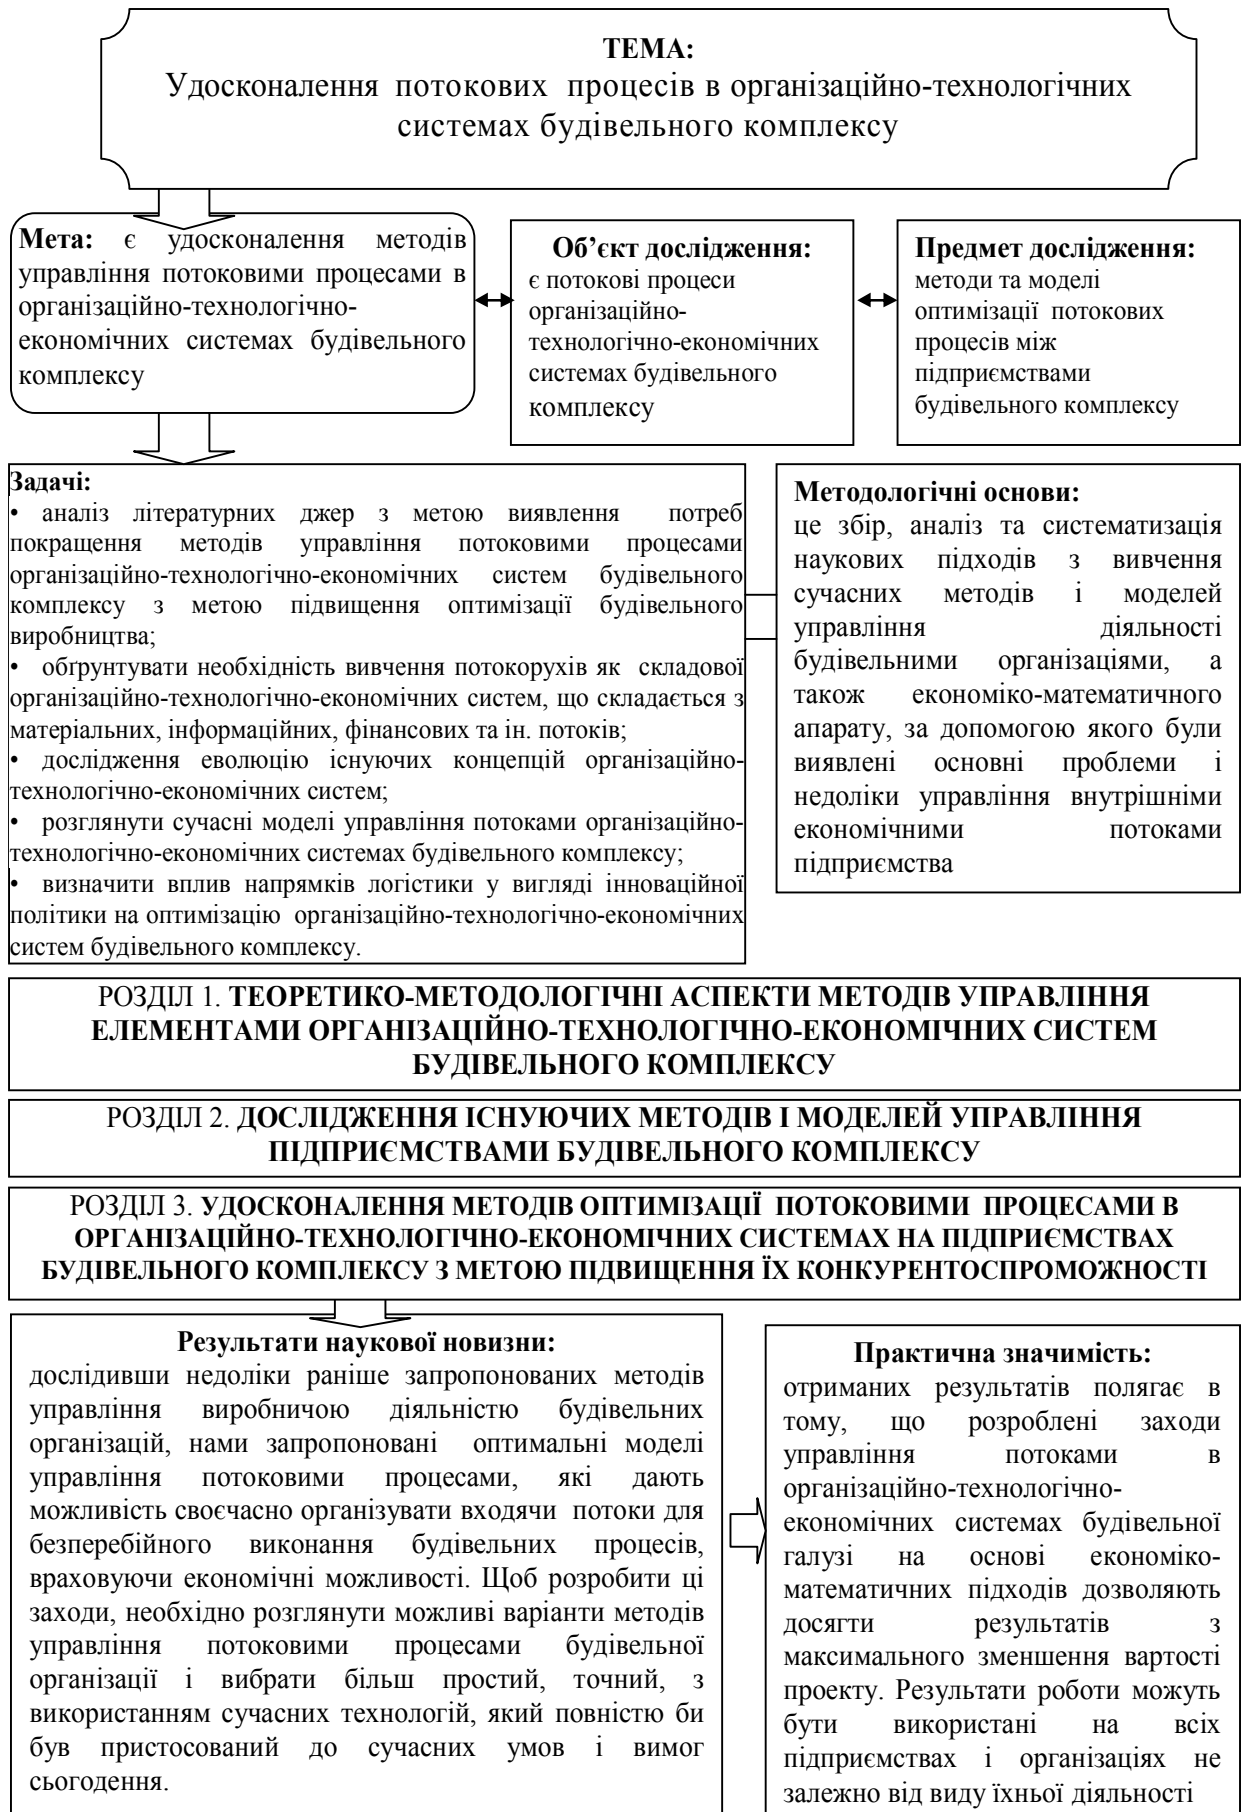 ТЕМА:
Удосконалення потокових процесів в організаційно-технологічних
системах будівельного комплексу
Мета: є удосконалення методів
управління потоковими процесами в
організаційно-технологічно-
економічних системах будівельного
комплексу
Об’єкт дослідження:
є потокові процеси
організаційно-
технологічно-економічних
системах будівельного
комплексу
Предмет дослідження:
методи та моделі
оптимізації потокових
процесів між
підприємствами
будівельного комплексу
Задачі:
• аналіз літературних джер з метою виявлення потреб
покращення методів управління потоковими процесами
організаційно-технологічно-економічних систем будівельного
комплексу з метою підвищення оптимізації будівельного
виробництва;
• обґрунтувати необхідність вивчення потокорухів як складової
організаційно-технологічно-економічних систем, що складається з
матеріальних, інформаційних, фінансових та ін. потоків;
• дослідження еволюцію існуючих концепцій організаційно-
технологічно-економічних систем;
• розглянути сучасні моделі управління потоками організаційно-
технологічно-економічних системах будівельного комплексу;
• визначити вплив напрямків логістики у вигляді інноваційної
політики на оптимізацію організаційно-технологічно-економічних
систем будівельного комплексу.
Методологічні основи:
це збір, аналіз та систематизація
наукових підходів з вивчення
сучасних методів і моделей
управління діяльності
будівельними організаціями, а
також економіко-математичного
апарату, за допомогою якого були
виявлені основні проблеми і
недоліки управління внутрішніми
економічними потоками
підприємства
РОЗДІЛ 1. ТЕОРЕТИКО-МЕТОДОЛОГІЧНІ АСПЕКТИ МЕТОДІВ УПРАВЛІННЯ
ЕЛЕМЕНТАМИ ОРГАНІЗАЦІЙНО-ТЕХНОЛОГІЧНО-ЕКОНОМІЧНИХ СИСТЕМ
БУДІВЕЛЬНОГО КОМПЛЕКСУ
РОЗДІЛ 2. ДОСЛІДЖЕННЯ ІСНУЮЧИХ МЕТОДІВ І МОДЕЛЕЙ УПРАВЛІННЯ
ПІДПРИЄМСТВАМИ БУДІВЕЛЬНОГО КОМПЛЕКСУ
РОЗДІЛ 3. УДОСКОНАЛЕННЯ МЕТОДІВ ОПТИМІЗАЦІЇ ПОТОКОВИМИ ПРОЦЕСАМИ В
ОРГАНІЗАЦІЙНО-ТЕХНОЛОГІЧНО-ЕКОНОМІЧНИХ СИСТЕМАХ НА ПІДПРИЄМСТВАХ
БУДІВЕЛЬНОГО КОМПЛЕКСУ З МЕТОЮ ПІДВИЩЕННЯ ЇХ КОНКУРЕНТОСПРОМОЖНОСТІ
Результати наукової новизни:
дослідивши недоліки раніше запропонованих методів
управління виробничою діяльністю будівельних
організацій, нами запропоновані оптимальні моделі
управління потоковими процесами, які дають
можливість своєчасно організувати входячи потоки для
безперебійного виконання будівельних процесів,
враховуючи економічні можливості. Щоб розробити ці
заходи, необхідно розглянути можливі варіанти методів
управління потоковими процесами будівельної
організації і вибрати більш простий, точний, з
використанням сучасних технологій, який повністю би
був пристосований до сучасних умов і вимог
сьогодення.
Практична значимість:
отриманих результатів полягає в
тому, що розроблені заходи
управління потоками в
організаційно-технологічно-
економічних системах будівельної
галузі на основі економіко-
математичних підходів дозволяють
досягти результатів з
максимального зменшення вартості
проекту. Результати роботи можуть
бути використані на всіх
підприємствах і організаціях не
залежно від виду їхньої діяльності